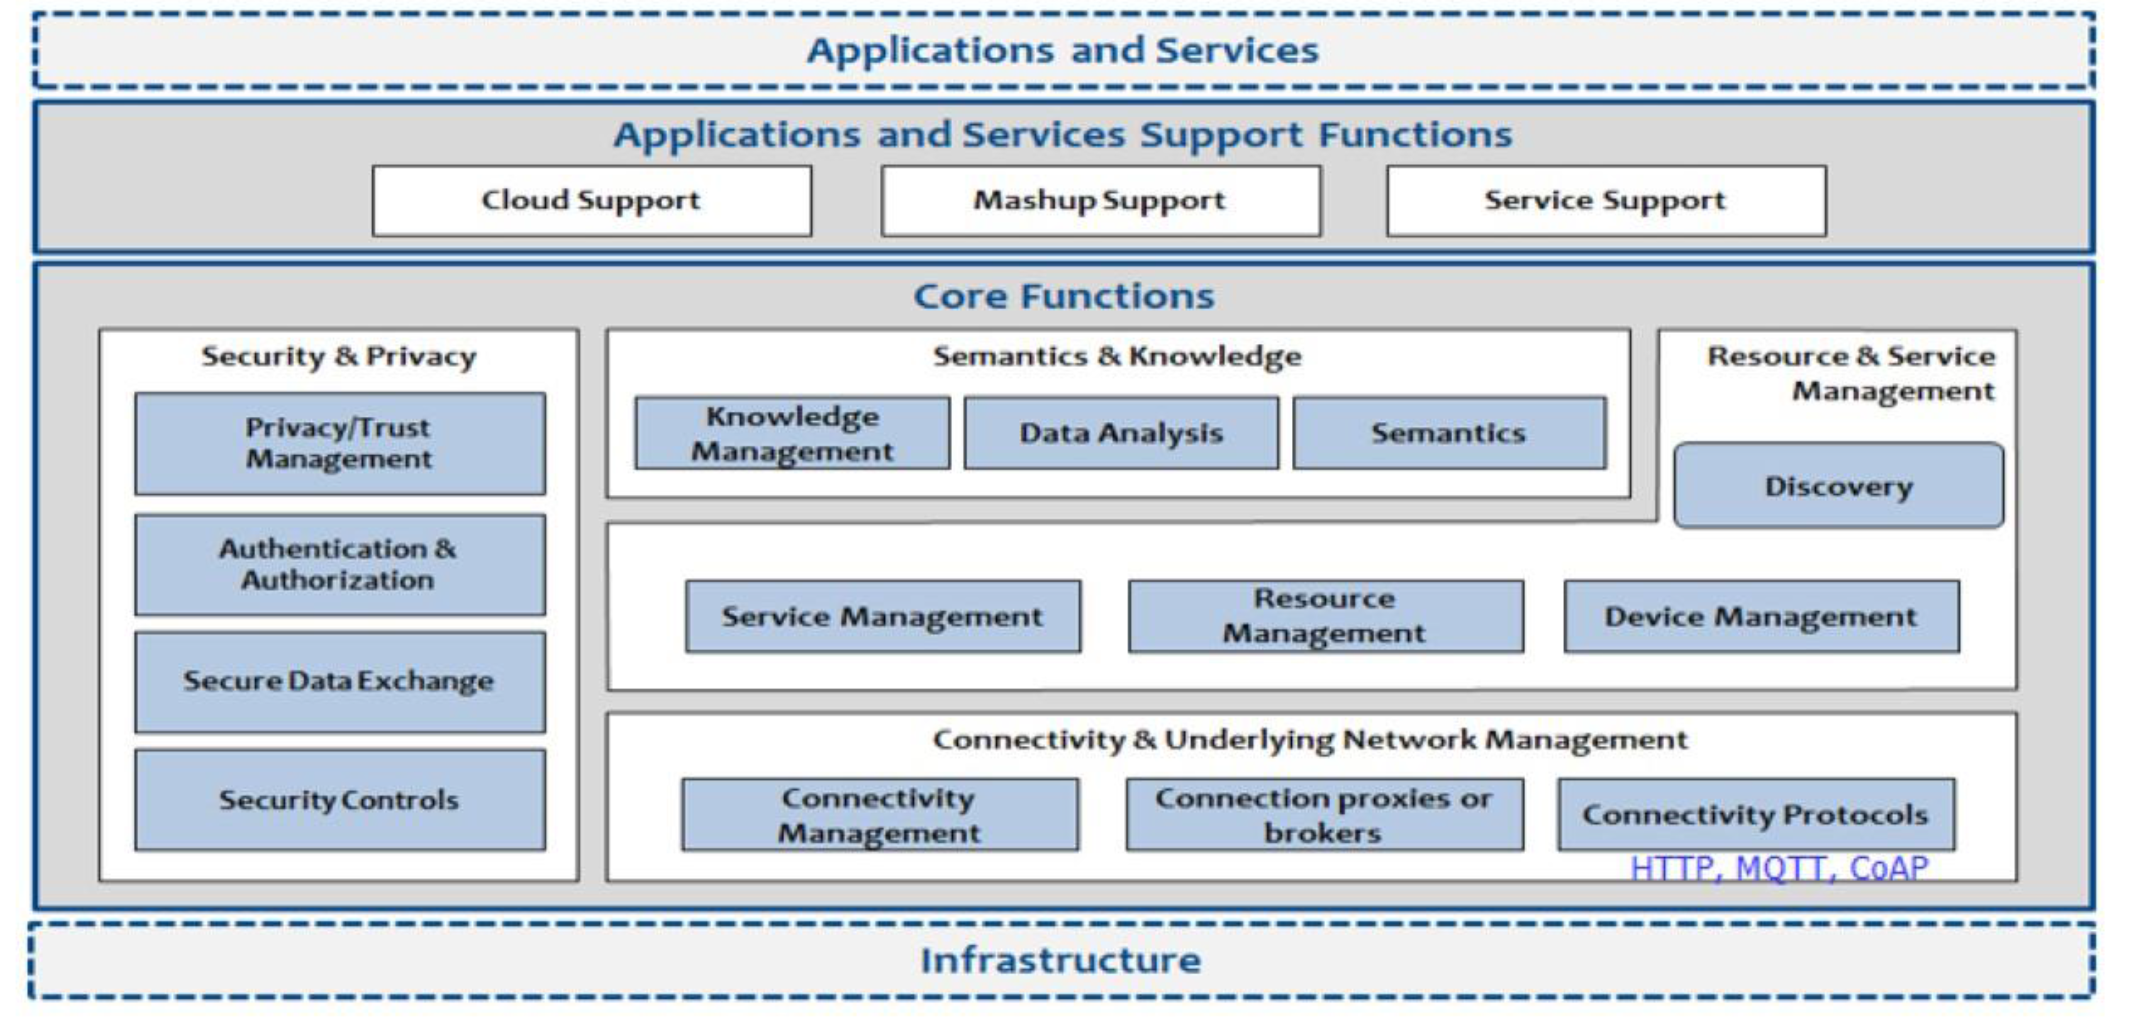 Applications and Services
Applications and Services Support Functions
Cloud Support
Mashup Support
Service Support
Core Functions
Security & Privacy
Privacy/Trust
Management
Authentication &
Authorization
Secure Data Exchange
Security Controls
Semantics & Knowledge
Knowledge
Management
Data Analysis
Semantics
Resource & Service
Management
Discovery
Service Management
Resource
Management
Device Management
Connectivity & Underlying Network Management
Connectivity
Management
Connection proxies or
brokers
Connectivity Protocols
HTTP, MQTT, CoAP
Infrastructure